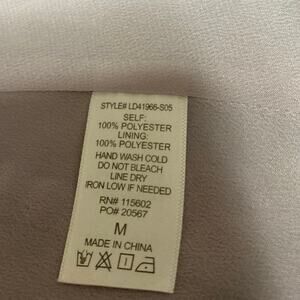 STYLE# LD41966-S05
SELF:
100% POLYESTER
LINING:
100% POLYESTER
HAND WASH COLD
DO NOT BLEACH
LINE DRY
IRON LOW IF NEEDED
RN# 115602
PO# 20567
M
MADE IN CHINA